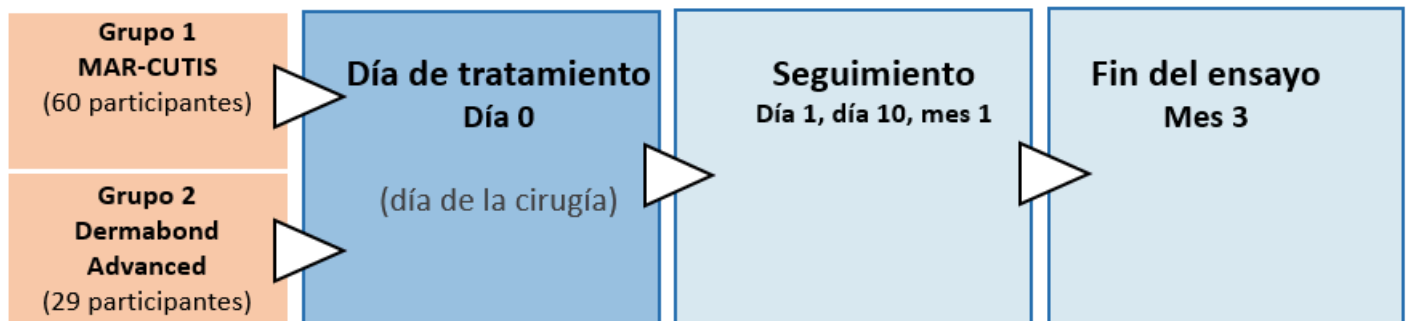 Grupo 1
MAR-CUTIS
(60 participantes)
Grupo 2
Dermabond
Advanced
(29 participantes)
Día de tratamiento
Día 0
(día de la cirugía)
Seguimiento
Día 1, día 10, mes 1
Fin del ensayo
Mes 3